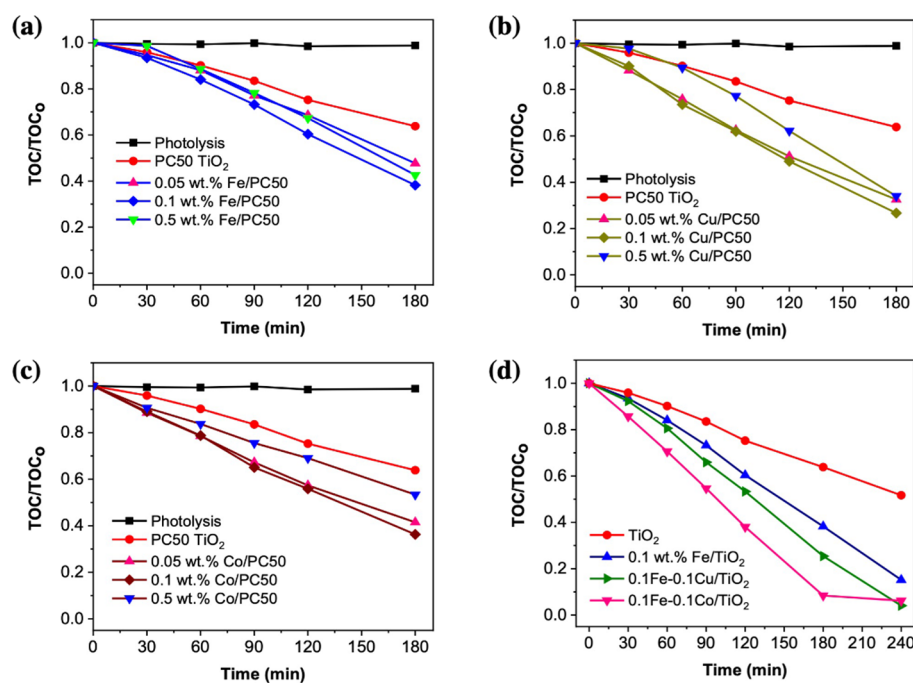 (a)
TOC/TOC₀
1.0
0.8
0.6
0.4
0.2
0.0
Photolysis
PC50 TiO₂
0.05 wt.% Fe/PC50
0.1 wt.% Fe/PC50
0.5 wt.% Fe/PC50
0 30 60 90 120 180
Time (min)
(b)
TOC/TOC₀
1.0
0.8
0.6
0.4
0.2
0.0
Photolysis
PC50 TiO₂
0.05 wt.% Cu/PC50
0.1 wt.% Cu/PC50
0.5 wt.% Cu/PC50
0 30 60 90 120 180
Time (min)
(c)
TOC/TOC₀
1.0
0.8
0.6
0.4
0.2
0.0
Photolysis
PC50 TiO₂
0.05 wt.% Co/PC50
0.1 wt.% Co/PC50
0.5 wt.% Co/PC50
0 30 60 90 120 180
Time (min)
(d)
TOC/TOC₀
1.0
0.8
0.6
0.4
0.2
0.0
TiO₂
0.1 wt.% Fe/TiO₂
0.1Fe-0.1Cu/TiO₂
0.1Fe-0.1Co/TiO₂
0 30 60 90 120 180 210 240
Time (min)